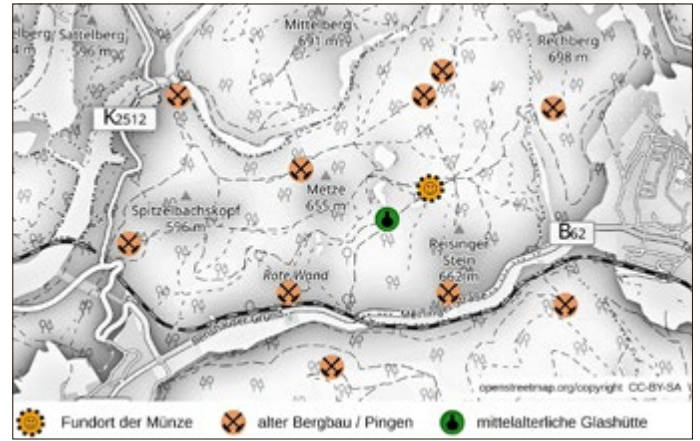 elberg
4 m
Sattelberg
596 m
Mittelberg
691 m
Rechberg
698 m
K2512
Metze
655 m
Spitzelbachskopf
596 m
B62
Reisinger
Stein
662 m
Rote Wand
openstreetmap.org/copyright CC-BY-SA
Fundort der Münze
alter Bergbau / Pingen
mittelalterliche Glashütte